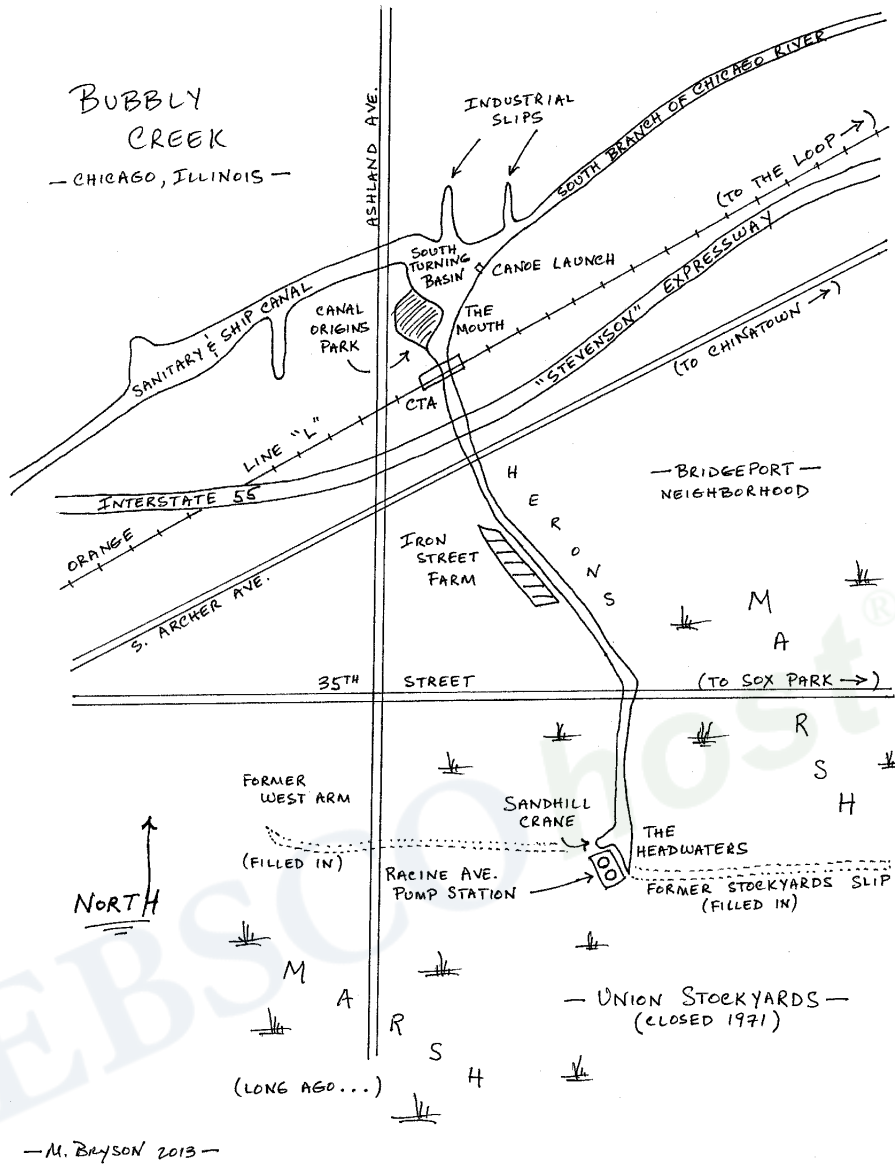 BUBBLY
CREEK
— CHICAGO, ILLINOIS —
ASHLAND AVE.
INDUSTRIAL
SLIPS
SOUTH BRANCH OF CHICAGO RIVER
(TO THE LOOP →)
SOUTH
TURNING
BASIN
CANOE LAUNCH
"STEVENSON" EXPRESSWAY
SANITARY & SHIP CANAL
CANAL
ORIGINS
PARK
THE
MOUTH
(TO CHINATOWN →)
CTA
LINE "L"
INTERSTATE 55
ORANGE
S. ARCHER AVE.
HERONS
— BRIDGEPORT —
NEIGHBORHOOD
IRON
STREET
FARM
MARSH
35TH STREET
(TO SOX PARK →)
FORMER
WEST ARM
(FILLED IN)
SANDHILL
CRANE
THE
HEADWATERS
RACINE AVE.
PUMP STATION
FORMER STOCKYARDS SLIP
(FILLED IN)
NORTH
MARSH
— UNION STOCKYARDS —
(CLOSED 1971)
(LONG AGO...)
— M. BRYSON 2013 —
EBSCOhost®